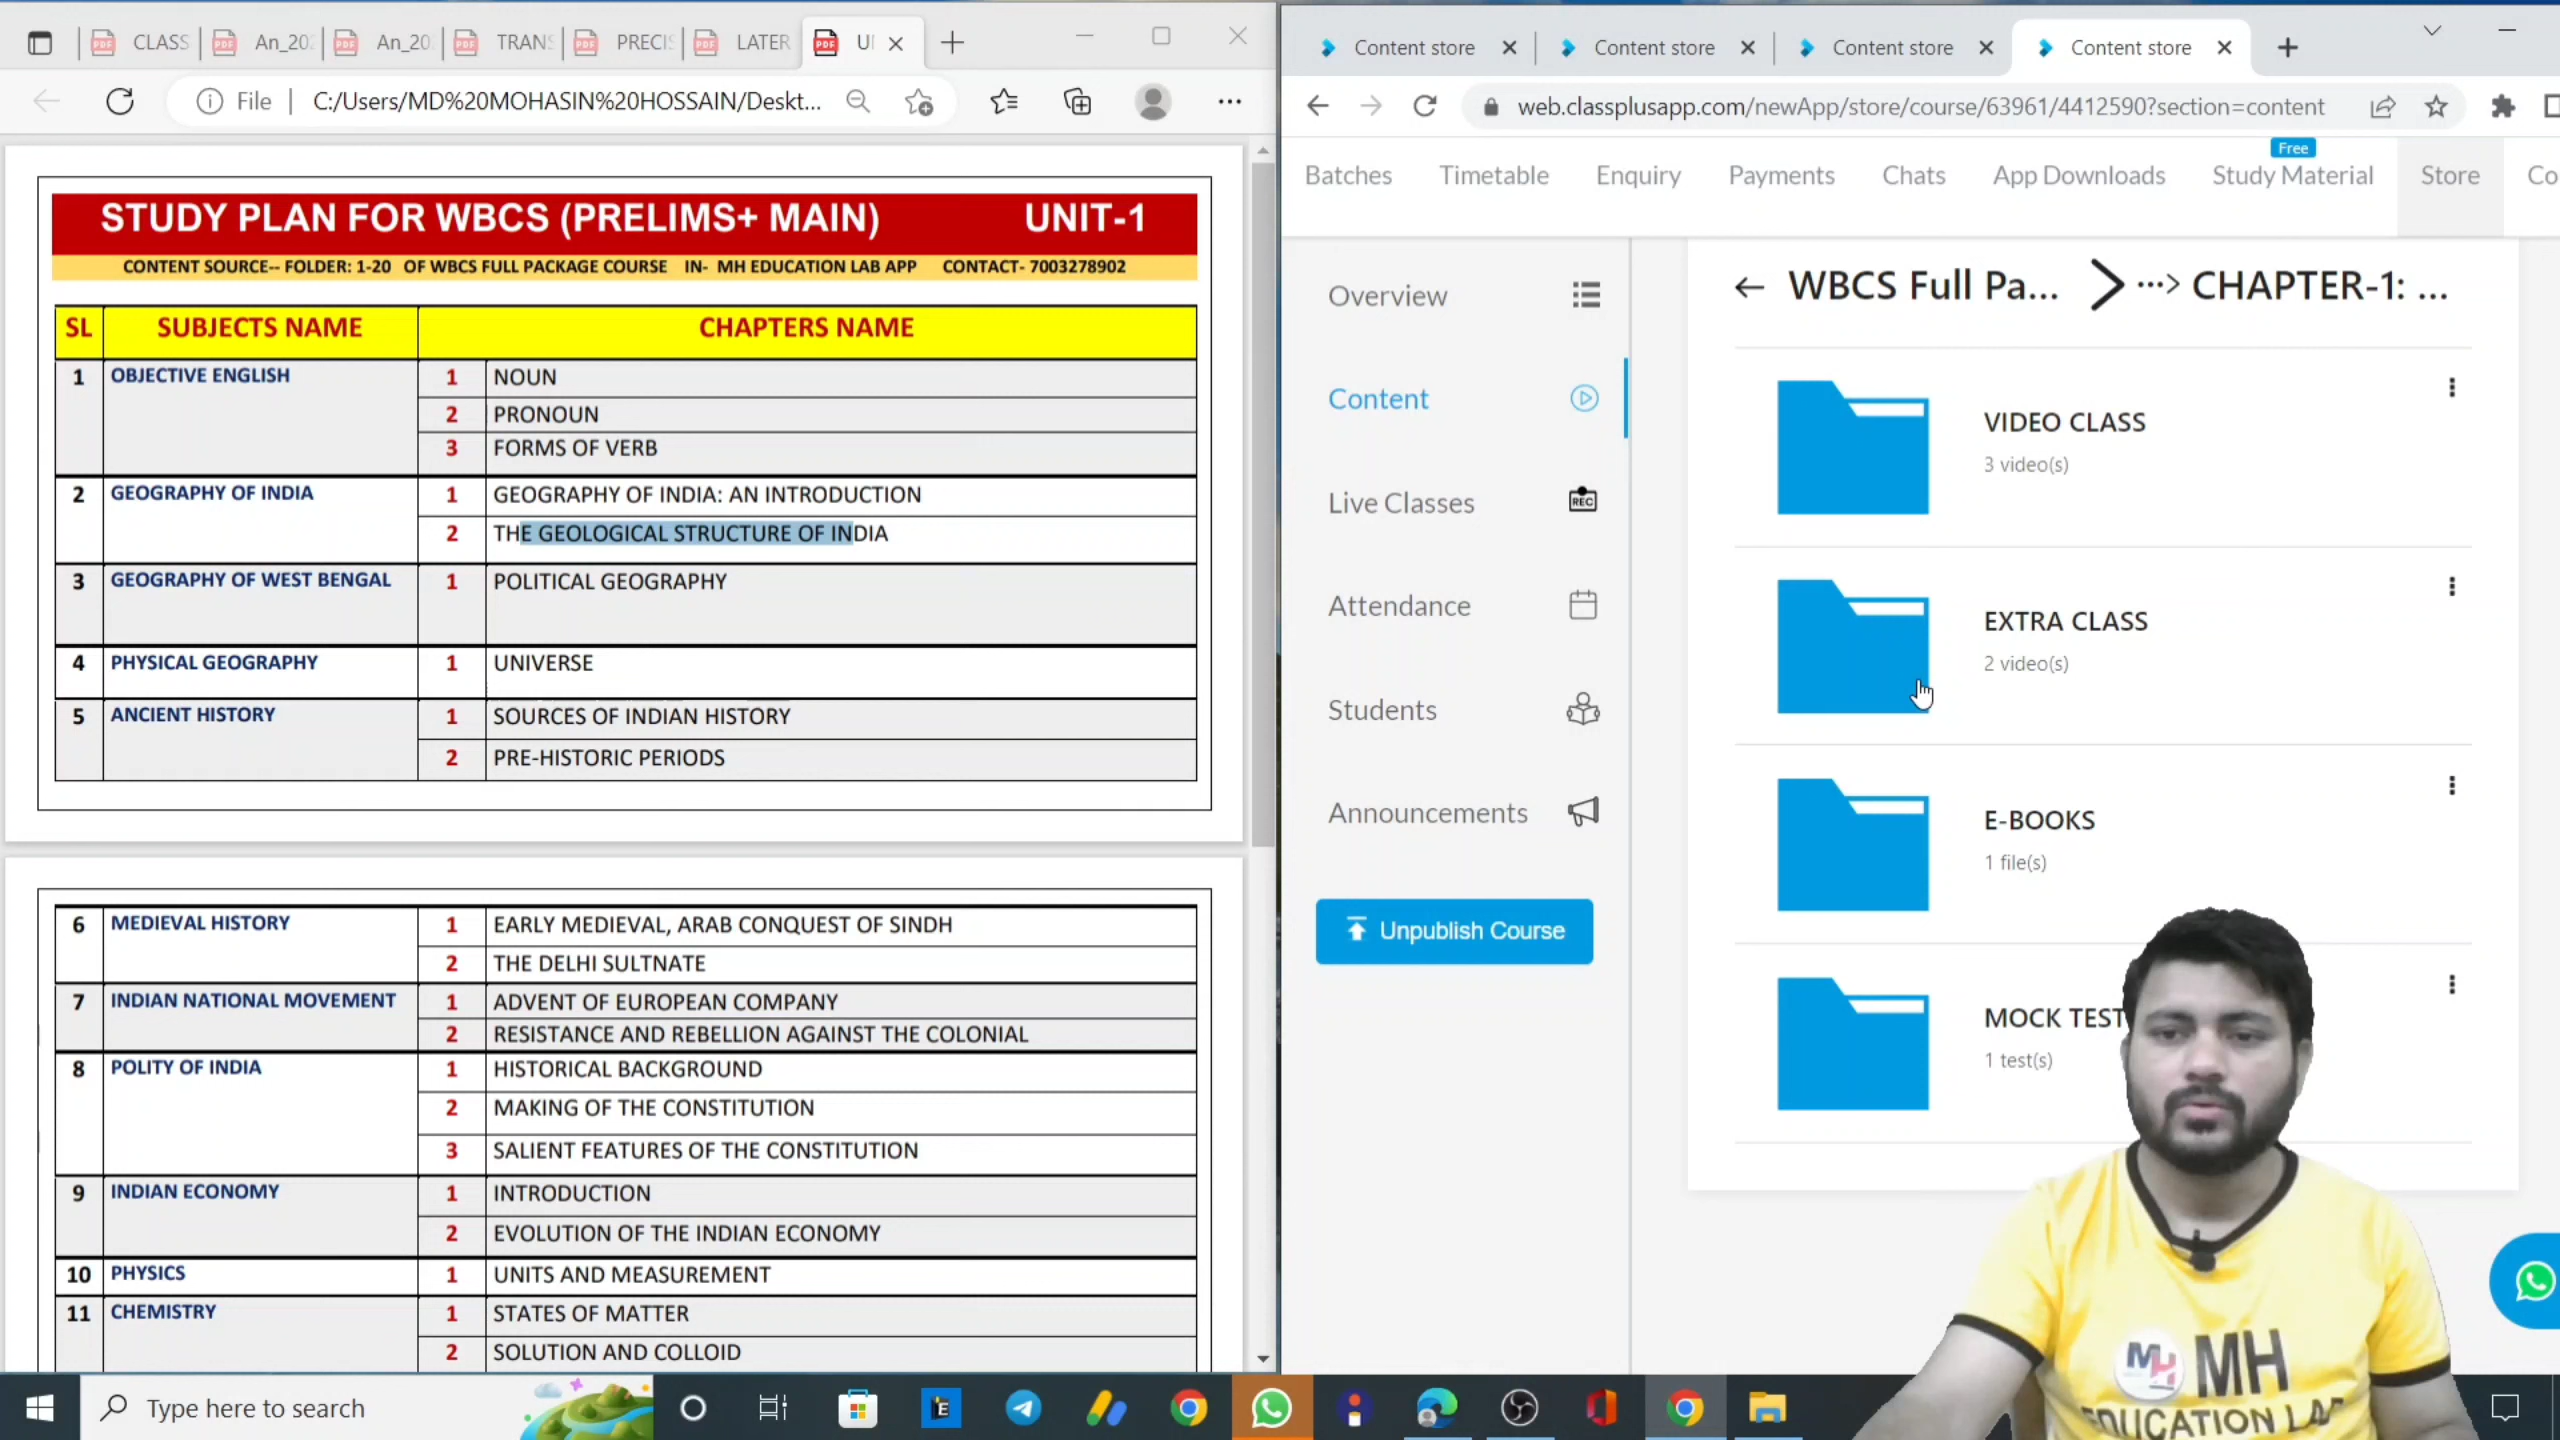 CLASS
An_20
An_20
TRANS
PRECIS
LATER
File
C:/Users/MD%20MOHASIN%20HOSSAIN/Deskt...
STUDY PLAN FOR WBCS (PRELIMS+ MAIN) UNIT-1
CONTENT SOURCE-- FOLDER: 1-20 OF WBCS FULL PACKAGE COURSE IN- MH EDUCATION LAB APP CONTACT- 7003278902
SL SUBJECTS NAME CHAPTERS NAME
1 OBJECTIVE ENGLISH 1 NOUN
2 PRONOUN
3 FORMS OF VERB
2 GEOGRAPHY OF INDIA 1 GEOGRAPHY OF INDIA: AN INTRODUCTION
2 THE GEOLOGICAL STRUCTURE OF INDIA
3 GEOGRAPHY OF WEST BENGAL 1 POLITICAL GEOGRAPHY
4 PHYSICAL GEOGRAPHY 1 UNIVERSE
5 ANCIENT HISTORY 1 SOURCES OF INDIAN HISTORY
2 PRE-HISTORIC PERIODS
6 MEDIEVAL HISTORY 1 EARLY MEDIEVAL, ARAB CONQUEST OF SINDH
2 THE DELHI SULTNATE
7 INDIAN NATIONAL MOVEMENT 1 ADVENT OF EUROPEAN COMPANY
2 RESISTANCE AND REBELLION AGAINST THE COLONIAL
8 POLITY OF INDIA 1 HISTORICAL BACKGROUND
2 MAKING OF THE CONSTITUTION
3 SALIENT FEATURES OF THE CONSTITUTION
9 INDIAN ECONOMY 1 INTRODUCTION
2 EVOLUTION OF THE INDIAN ECONOMY
10 PHYSICS 1 UNITS AND MEASUREMENT
11 CHEMISTRY 1 STATES OF MATTER
2 SOLUTION AND COLLOID
Type here to search
Content store
Content store
Content store
Content store
web.classplusapp.com/newApp/store/course/63961/4412590?section=content
Free
Batches Timetable Enquiry Payments Chats App Downloads Study Material Store Co
Overview
Content
Live Classes
REC
Attendance
Students
Announcements
Unpublish Course
WBCS Full Pa... ···> CHAPTER-1: ...
VIDEO CLASS
3 video(s)
EXTRA CLASS
2 video(s)
E-BOOKS
1 file(s)
MOCK TEST
1 test(s)
MH
MH
EDUCATION LAB